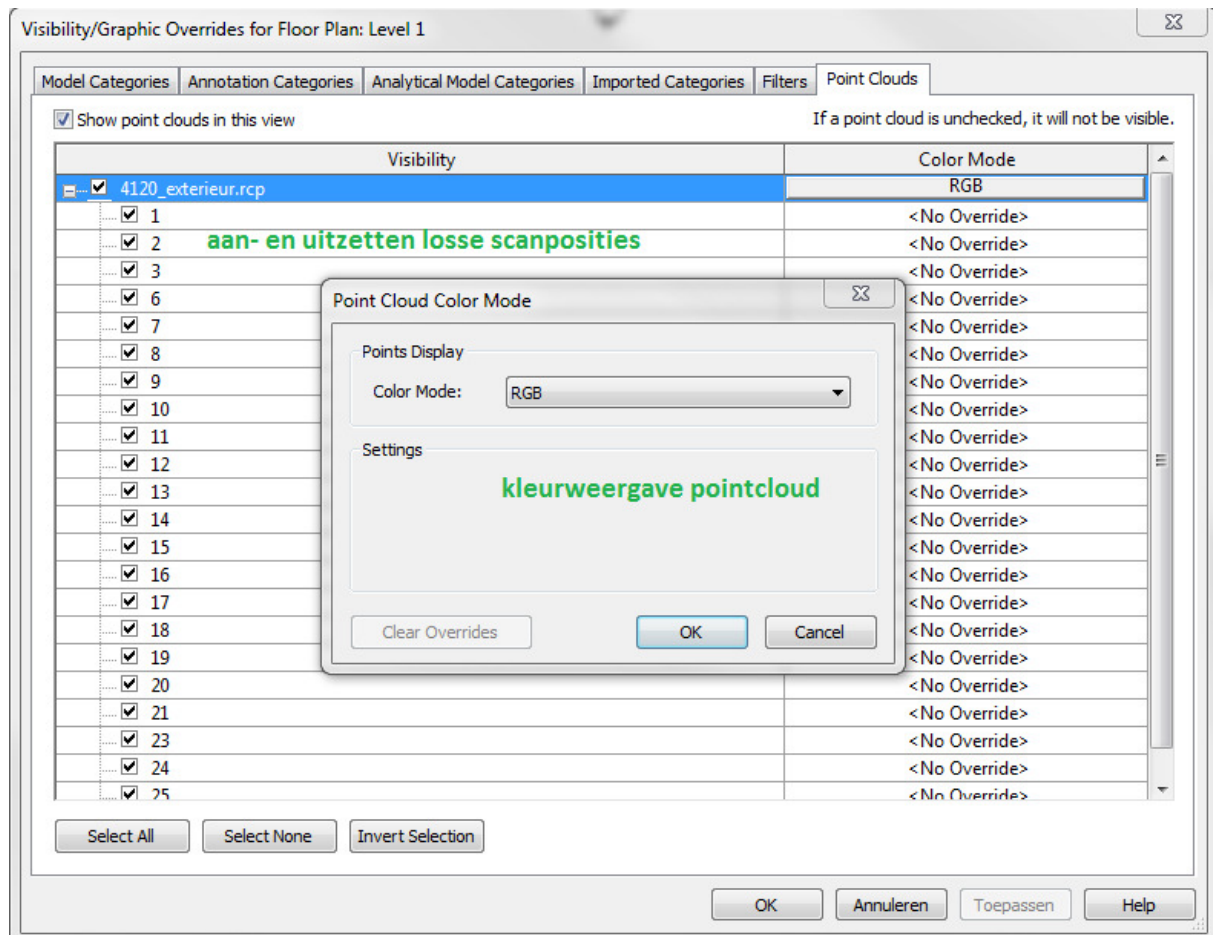 Visibility/Graphic Overrides for Floor Plan: Level 1
Model Categories Annotation Categories Analytical Model Categories Imported Categories Filters Point Clouds
Show point clouds in this view If a point cloud is unchecked, it will not be visible.
Visibility Color Mode
4120_exterieur.rcp RGB
1 <No Override>
2 aan- en uitzetten losse scanposities <No Override>
3 <No Override>
6 <No Override>
7 <No Override>
8 <No Override>
9 <No Override>
10 <No Override>
11 <No Override>
12 <No Override>
13 <No Override>
14 <No Override>
15 <No Override>
16 <No Override>
17 <No Override>
18 <No Override>
19 <No Override>
20 <No Override>
21 <No Override>
23 <No Override>
24 <No Override>
25 <No Override>
Point Cloud Color Mode
Points Display
Color Mode: RGB
Settings
kleurweergave pointcloud
Clear Overrides OK Cancel
Select All Select None Invert Selection
OK Annuleren Toepassen Help